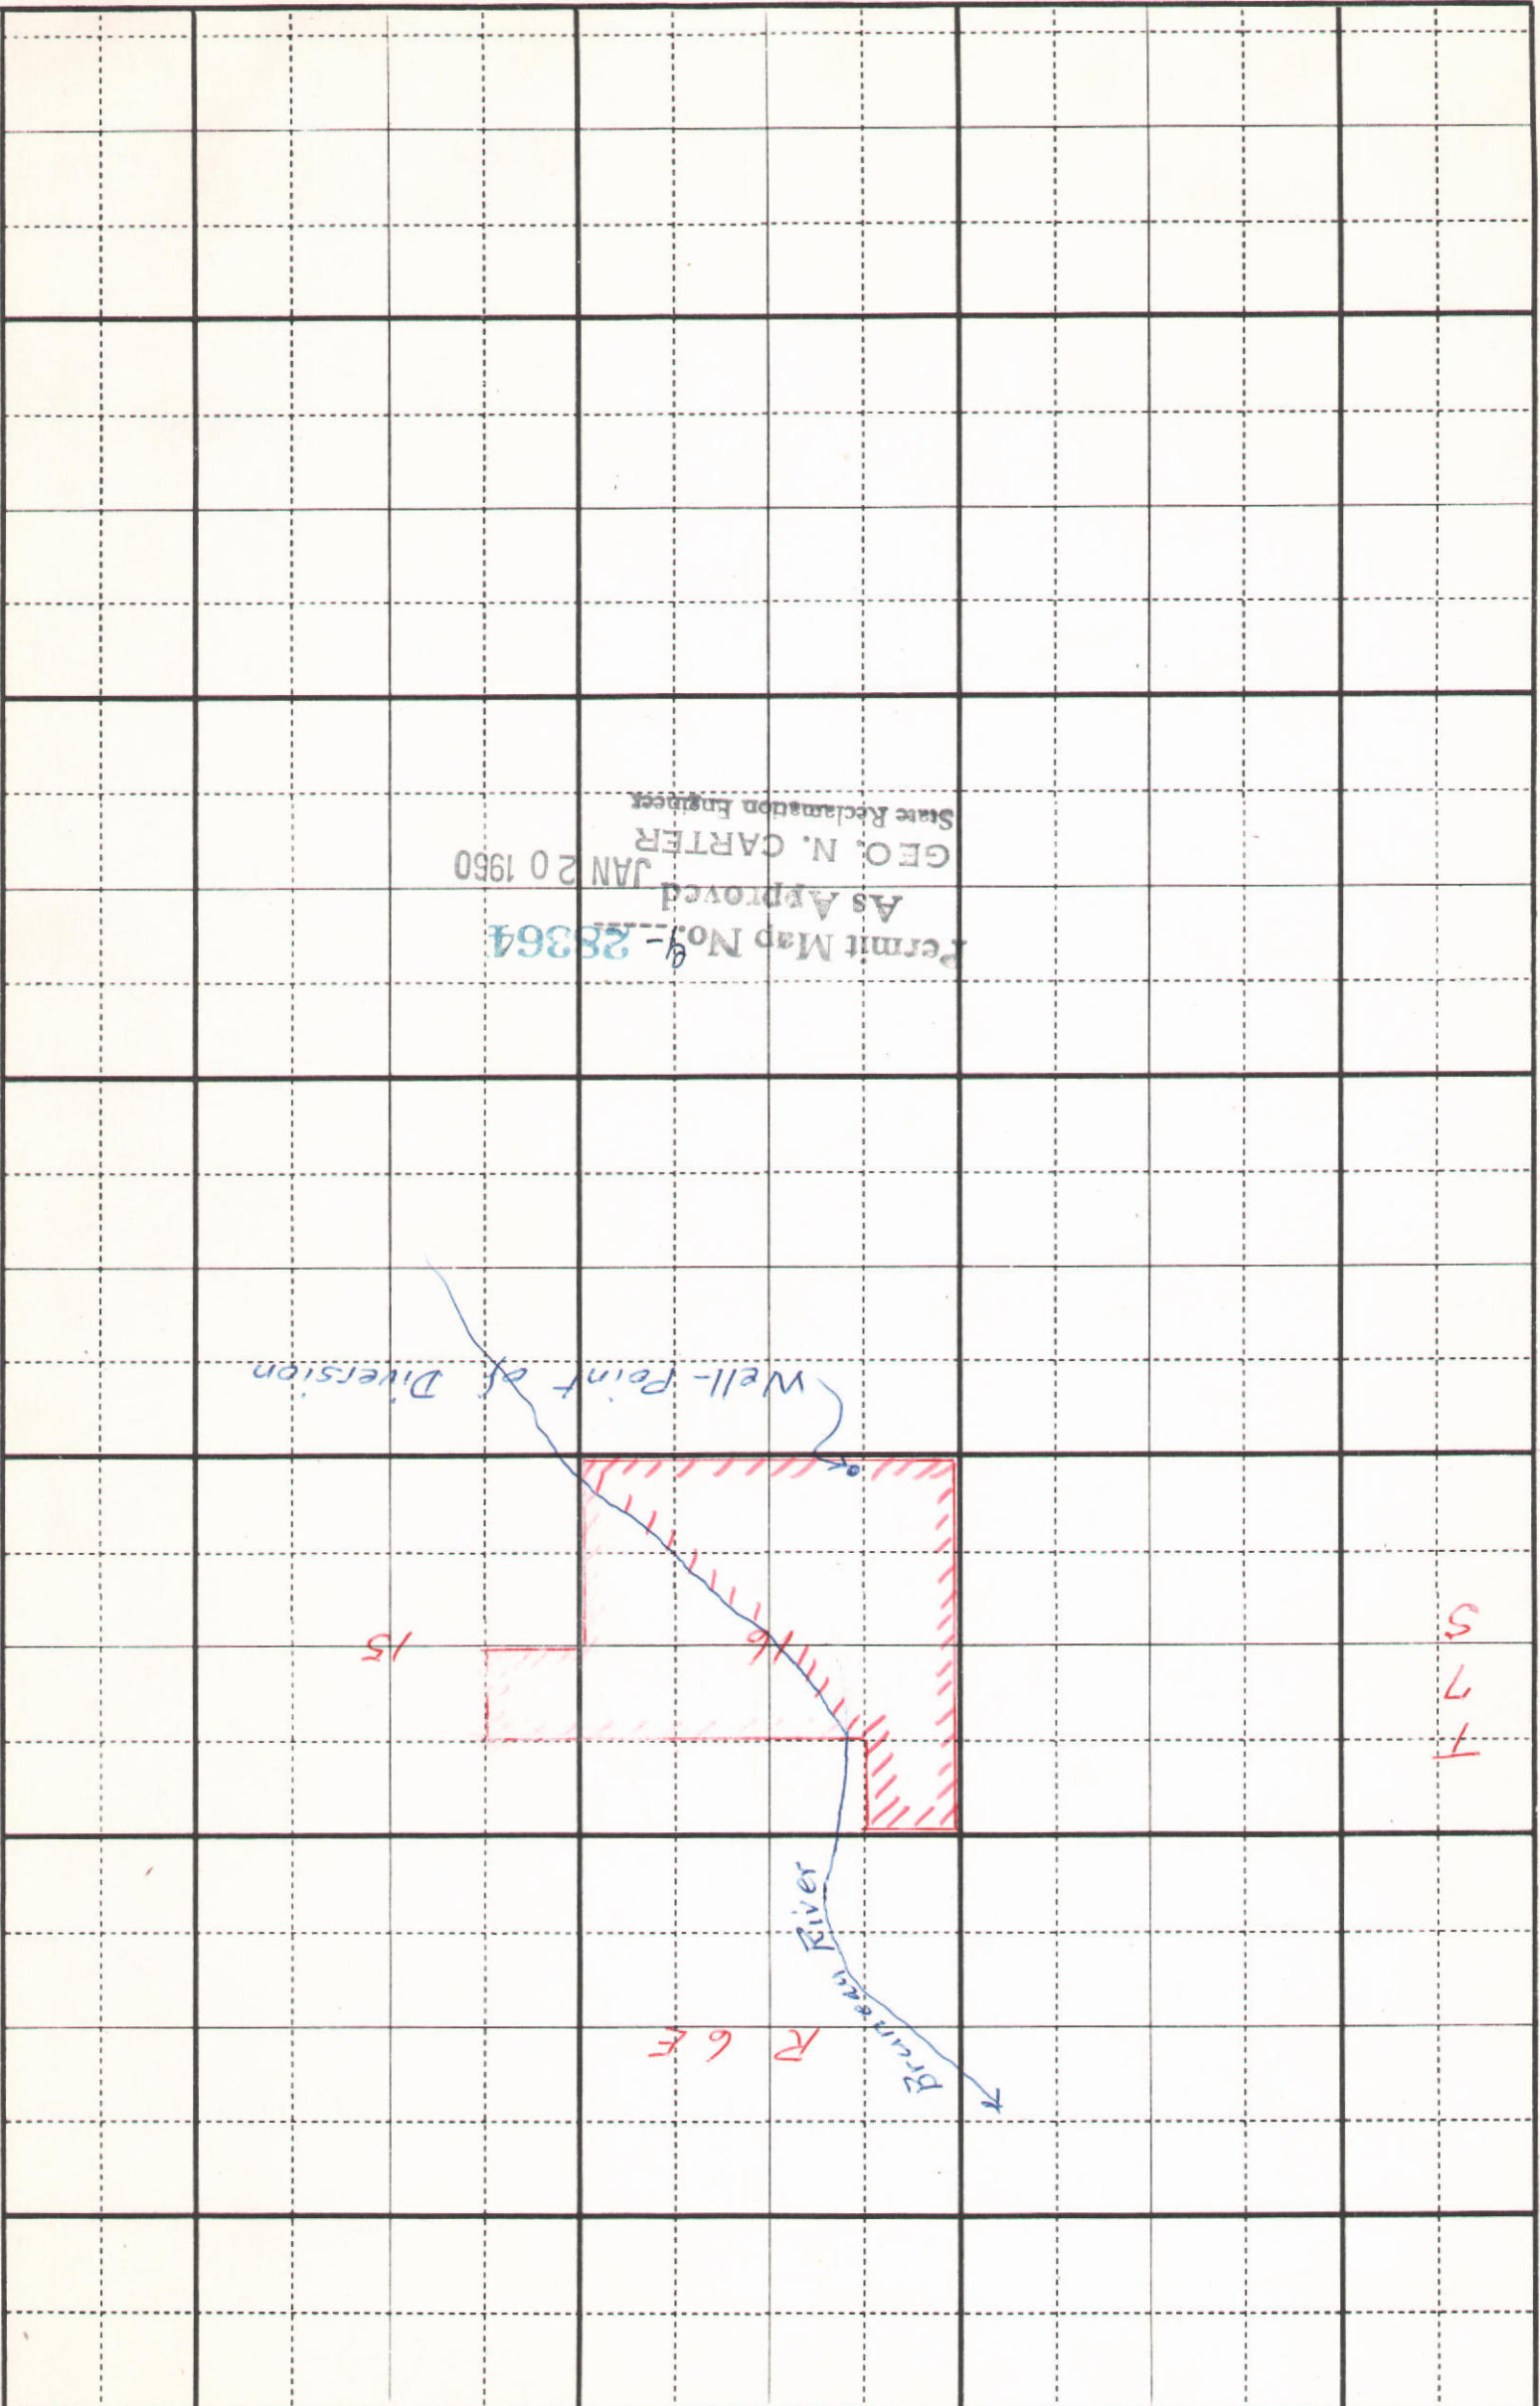 R 6 E
Bruneau River
T
7
S
16
15
Well-Point of Diversion
Permit Map No. G-28364
As Approved
JAN 20 1960
GEO. N. CARTER
State Reclamation Engineer